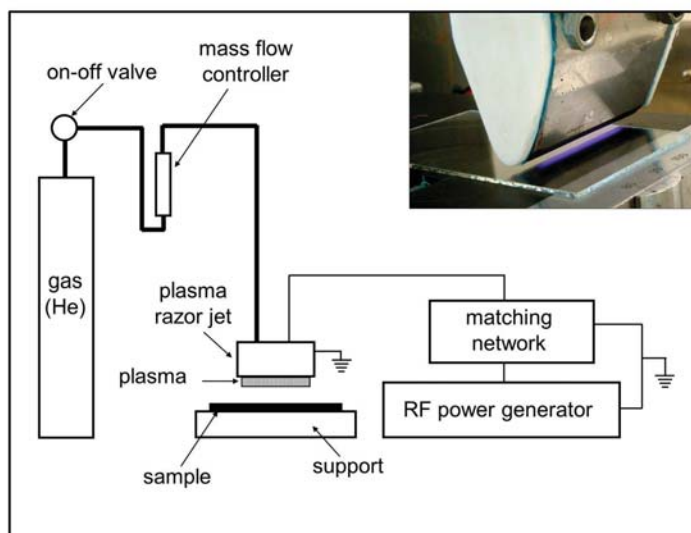 mass flow
controller
on-off valve
gas
(He)
plasma
razor jet
plasma
matching
network
RF power generator
sample
support